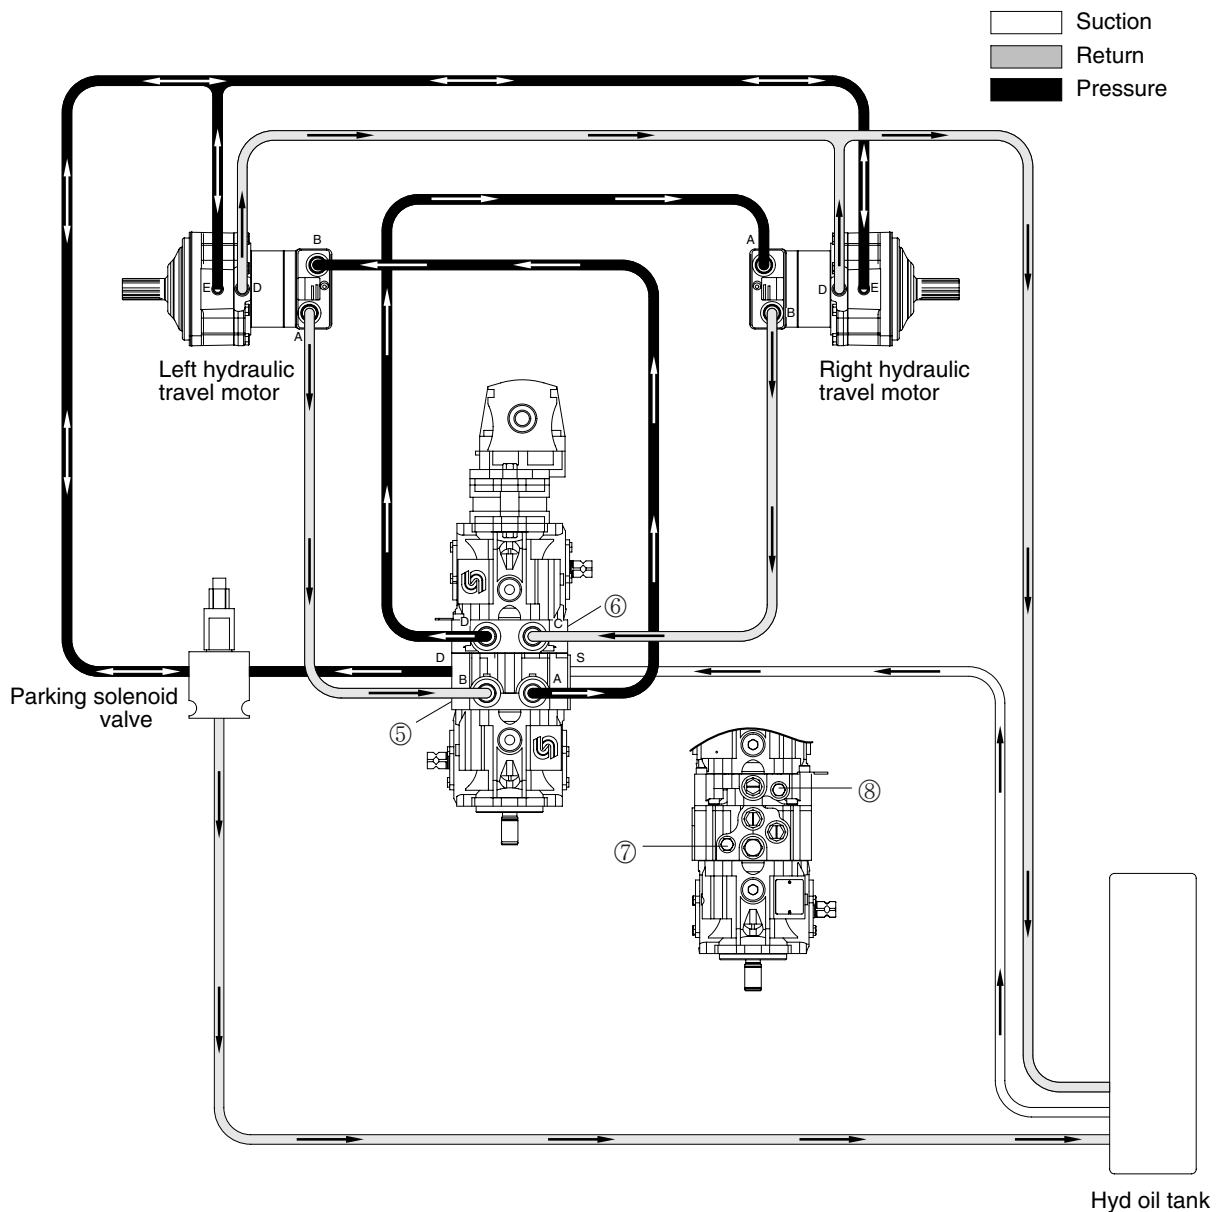 Suction
Return
Pressure
B
A
E
D
D
E
A
B
Left hydraulic
travel motor
Right hydraulic
travel motor
⑥
D
C
D
S
B
A
Parking solenoid
valve
⑤
⑧
⑦
Hyd oil tank